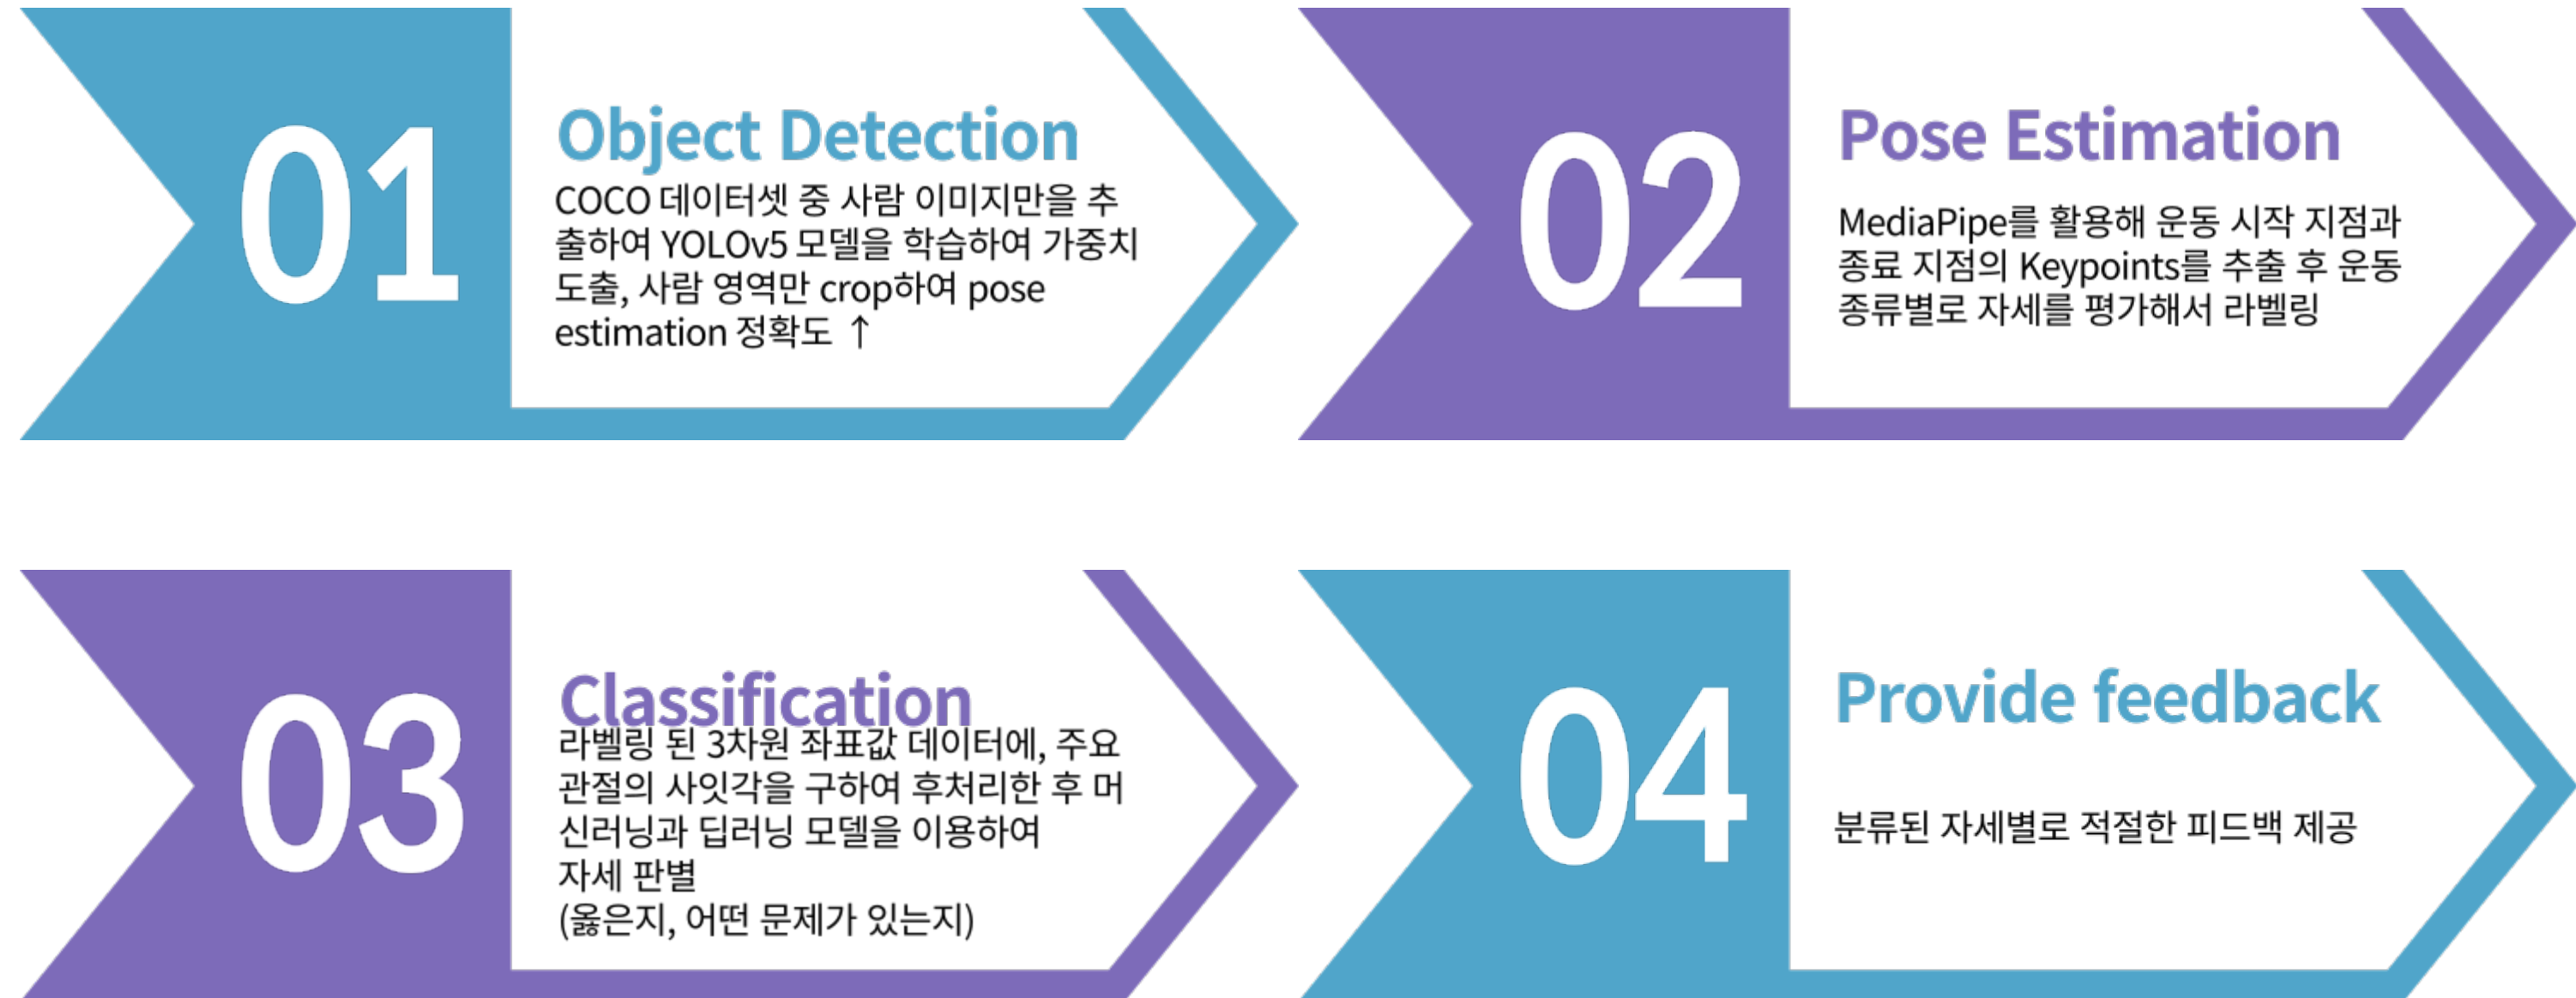 01
Object Detection
COCO 데이터셋 중 사람 이미지만을 추
출하여 YOLOv5 모델을 학습하여 가중치
도출, 사람 영역만 crop하여 pose
estimation 정확도 ↑
02
Pose Estimation
MediaPipe를 활용해 운동 시작 지점과
종료 지점의 Keypoints를 추출 후 운동
종류별로 자세를 평가해서 라벨링
03
Classification
라벨링 된 3차원 좌표값 데이터에, 주요
관절의 사잇각을 구하여 후처리한 후 머
신러닝과 딥러닝 모델을 이용하여
자세 판별
(옳은지, 어떤 문제가 있는지)
04
Provide feedback
분류된 자세별로 적절한 피드백 제공